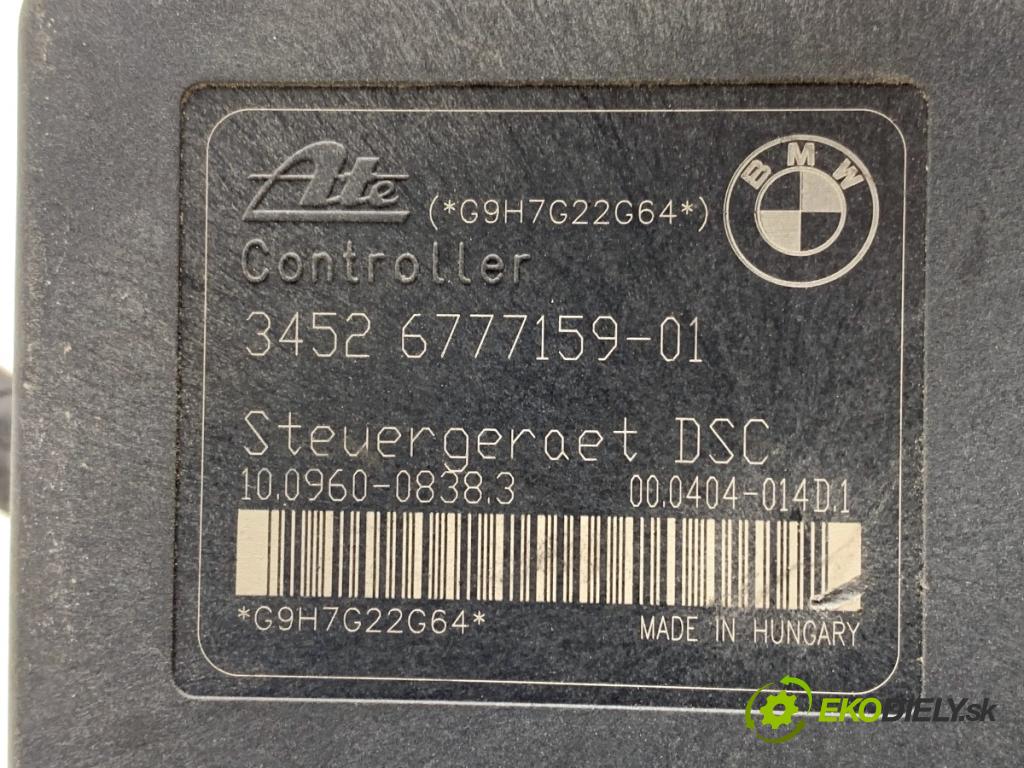 Ate (*G9H7G22G64*) BMW
Controller
3452 6777159-01
Steuergeraet DSC
10.0960-0838.3 00.0404-014D.1
*G9H7G22G64* MADE IN HUNGARY
EKODIELY.sk